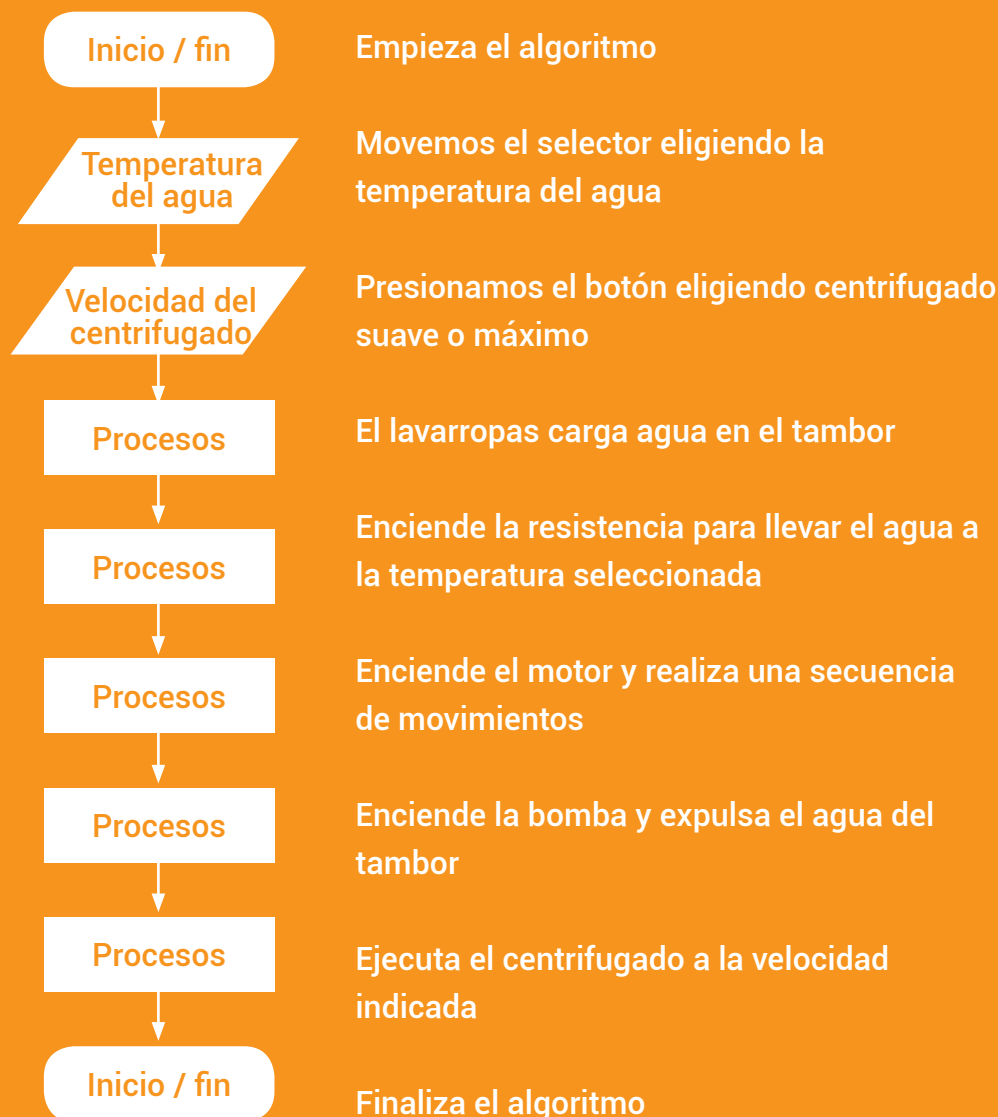 Inicio / fin
Empieza el algoritmo
Temperatura
del agua
Movemos el selector eligiendo la
temperatura del agua
Velocidad del
centrifugado
Presionamos el botón eligiendo centrifugado
suave o máximo
Procesos
El lavarropas carga agua en el tambor
Procesos
Enciende la resistencia para llevar el agua a
la temperatura seleccionada
Procesos
Enciende el motor y realiza una secuencia
de movimientos
Procesos
Enciende la bomba y expulsa el agua del
tambor
Procesos
Ejecuta el centrifugado a la velocidad
indicada
Inicio / fin
Finaliza el algoritmo